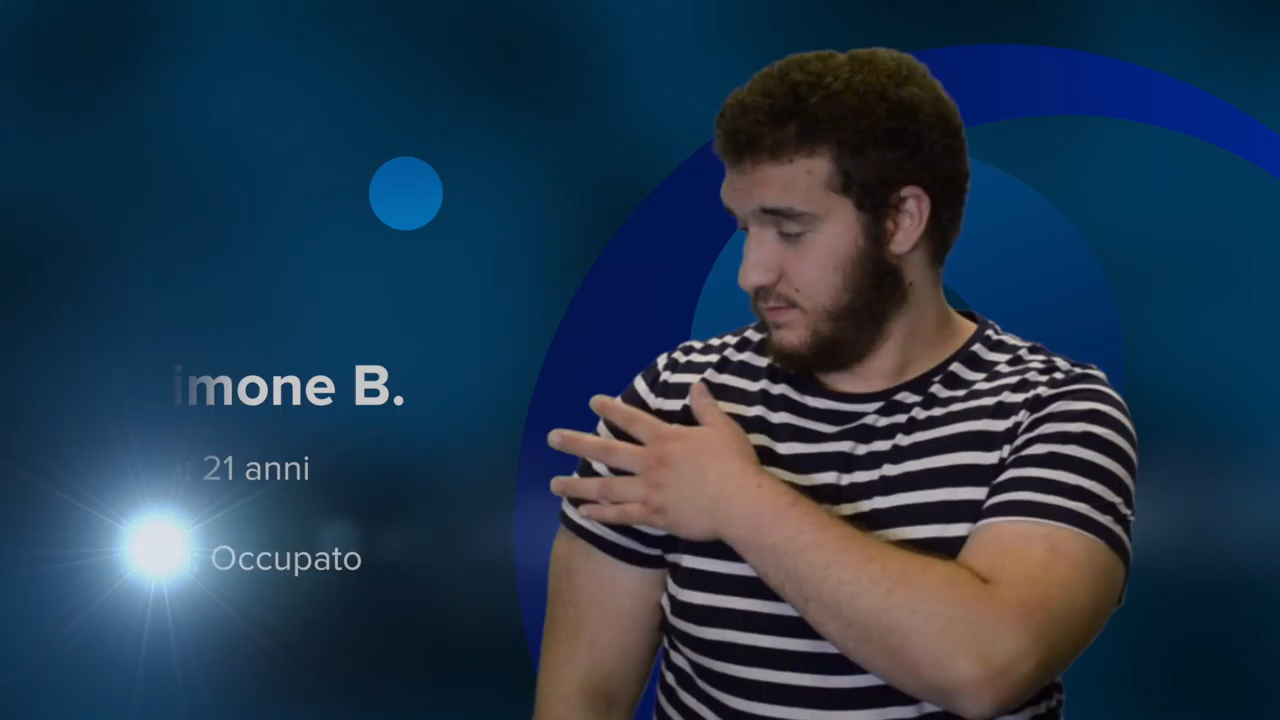 imone B.
: 21 anni
Occupato